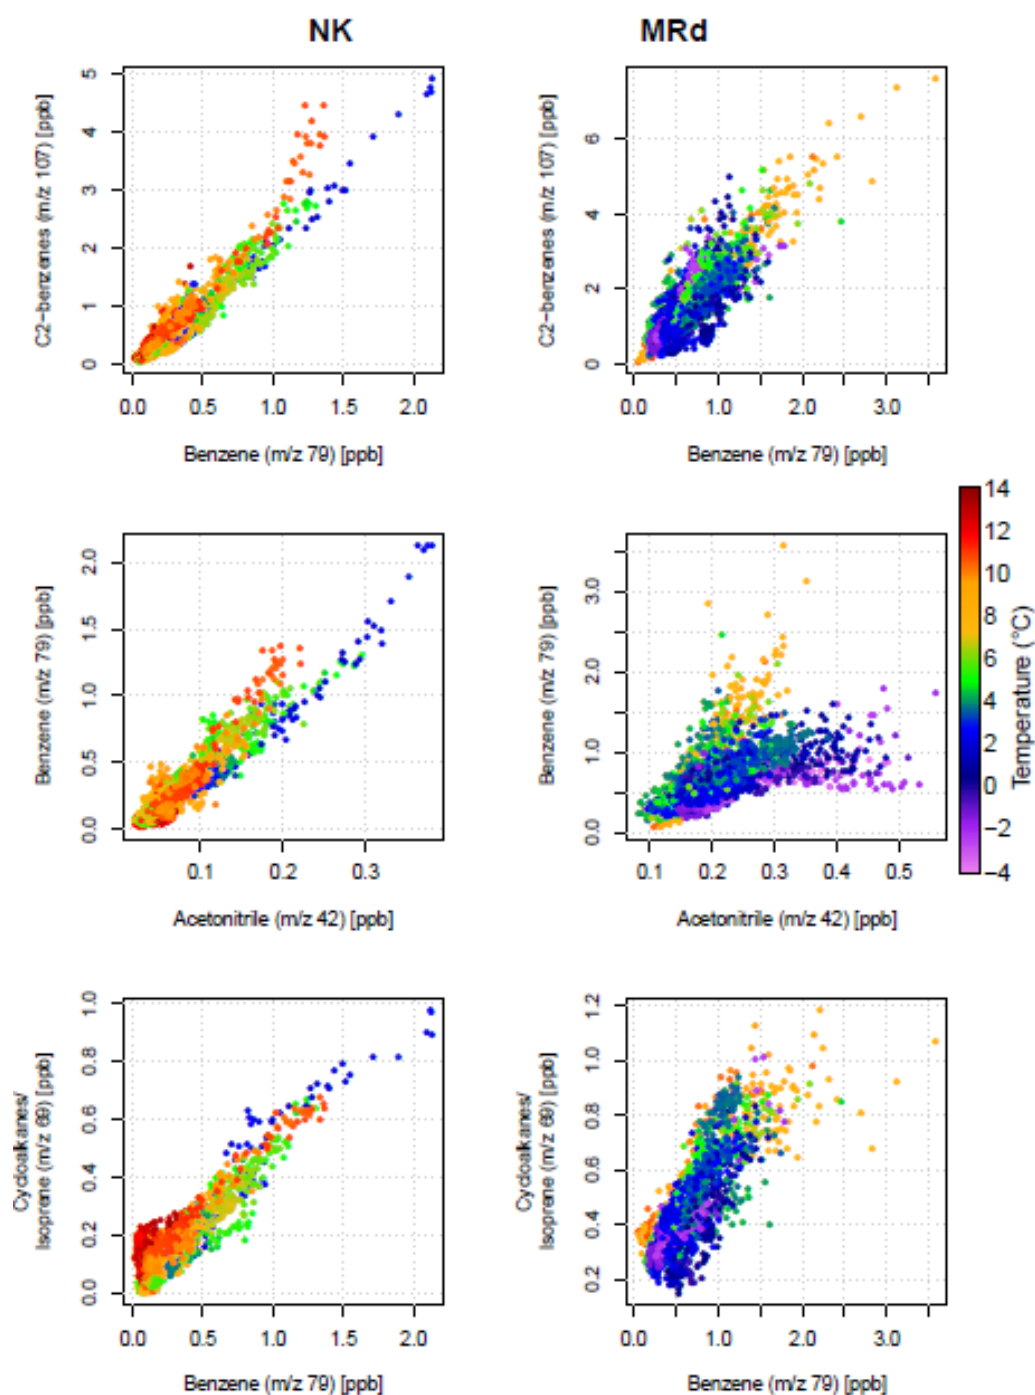 NK MRd
5
4
3
2
1
0
C2−benzenes (m/z 107) [ppb]
0.0 0.5 1.0 1.5 2.0
Benzene (m/z 79) [ppb]
6
4
2
0
C2−benzenes (m/z 107) [ppb]
0.0 1.0 2.0 3.0
Benzene (m/z 79) [ppb]
2.0
1.5
1.0
0.5
0.0
Benzene (m/z 79) [ppb]
0.1 0.2 0.3
Acetonitrile (m/z 42) [ppb]
3.0
2.0
1.0
0.0
Benzene (m/z 79) [ppb]
0.1 0.2 0.3 0.4 0.5
Acetonitrile (m/z 42) [ppb]
14
12
10
8
6
4
2
0
−2
−4
Temperature (°C)
1.0
0.8
0.6
0.4
0.2
0.0
Cycloalkanes/
Isoprene (m/z 69) [ppb]
0.0 0.5 1.0 1.5 2.0
Benzene (m/z 79) [ppb]
1.2
1.0
0.8
0.6
0.4
0.2
Cycloalkanes/
Isoprene (m/z 69) [ppb]
0.0 1.0 2.0 3.0
Benzene (m/z 79) [ppb]